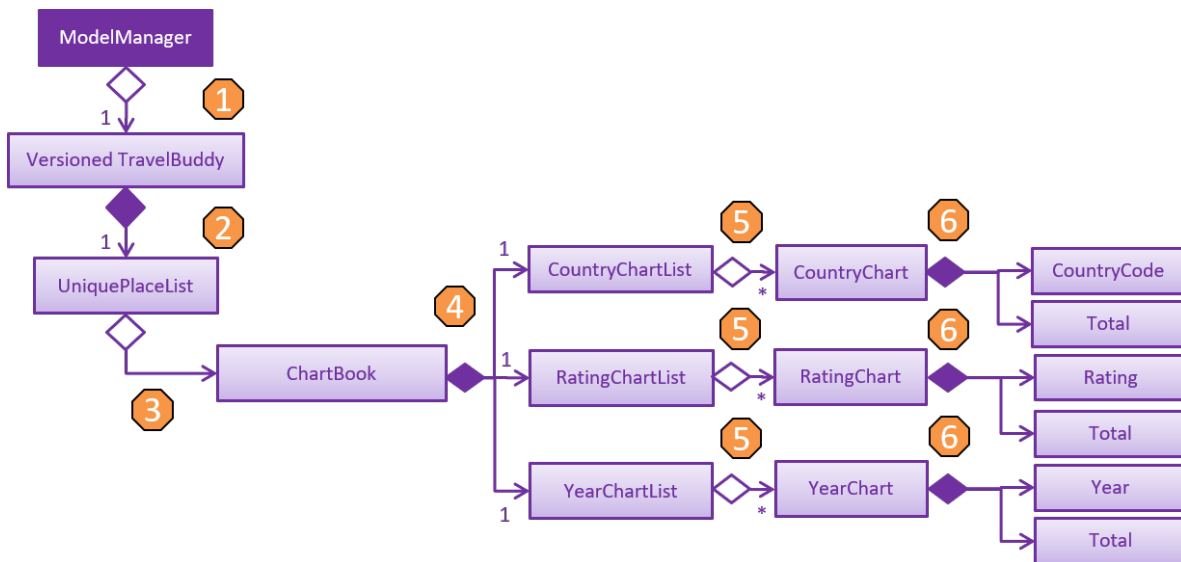 ModelManager
1
1
Versioned TravelBuddy
2
1
UniquePlaceList
3
ChartBook
4
1
CountryChartList
5
*
CountryChart
6
CountryCode
Total
1
RatingChartList
5
*
RatingChart
6
Rating
Total
1
YearChartList
5
*
YearChart
6
Year
Total